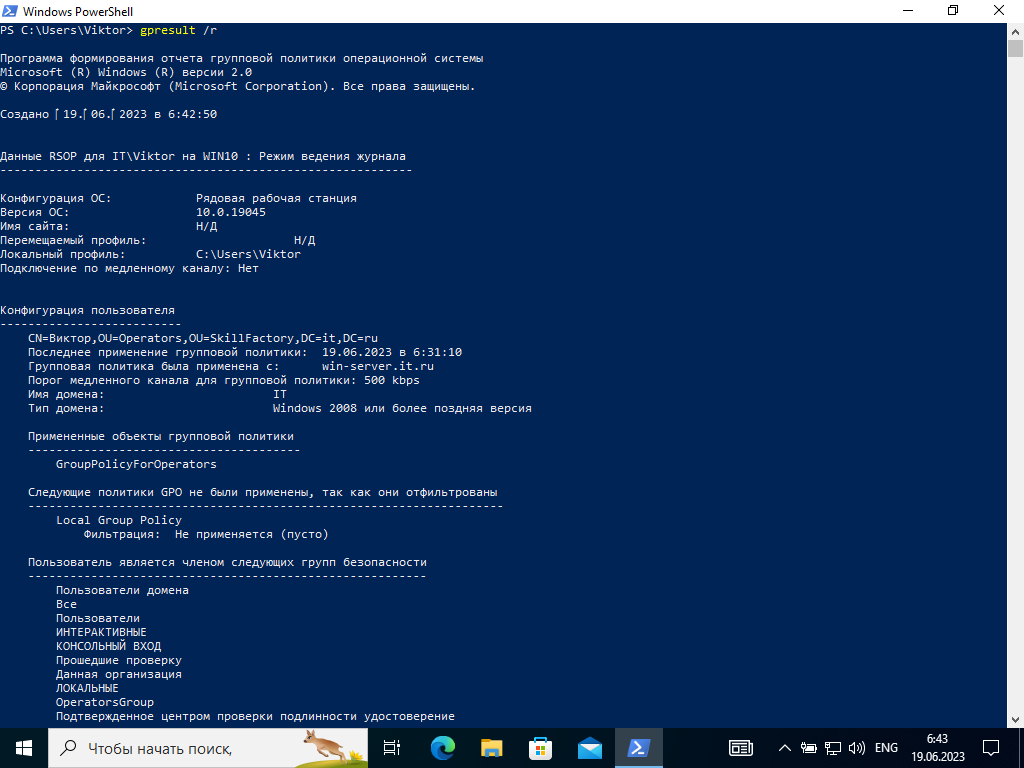 Windows PowerShell
PS C:\Users\Viktor> gpresult /r
Программа формирования отчета групповой политики операционной системы
Microsoft (R) Windows (R) версии 2.0
© Корпорация Майкрософт (Microsoft Corporation). Все права защищены.
Создано ⌈19.⌈06.⌈2023 в 6:42:50
Данные RSOP для IT\Viktor на WIN10 : Режим ведения журнала
-----------------------------------------------------------
Конфигурация ОС: Рядовая рабочая станция
Версия ОС: 10.0.19045
Имя сайта: Н/Д
Перемещаемый профиль: Н/Д
Локальный профиль: C:\Users\Viktor
Подключение по медленному каналу: Нет
Конфигурация пользователя
--------------------------
CN=Виктор,OU=Operators,OU=SkillFactory,DC=it,DC=ru
Последнее применение групповой политики: 19.06.2023 в 6:31:10
Групповая политика была применена с: win-server.it.ru
Порог медленного канала для групповой политики: 500 kbps
Имя домена: IT
Тип домена: Windows 2008 или более поздняя версия
Примененные объекты групповой политики
---------------------------------------
GroupPolicyForOperators
Следующие политики GPO не были применены, так как они отфильтрованы
--------------------------------------------------------------------
Local Group Policy
Фильтрация: Не применяется (пусто)
Пользователь является членом следующих групп безопасности
---------------------------------------------------------
Пользователи домена
Все
Пользователи
ИНТЕРАКТИВНЫЕ
КОНСОЛЬНЫЙ ВХОД
Прошедшие проверку
Данная организация
ЛОКАЛЬНЫЕ
OperatorsGroup
Подтвержденное центром проверки подлинности удостоверение
Чтобы начать поиск,
ENG
6:43
19.06.2023